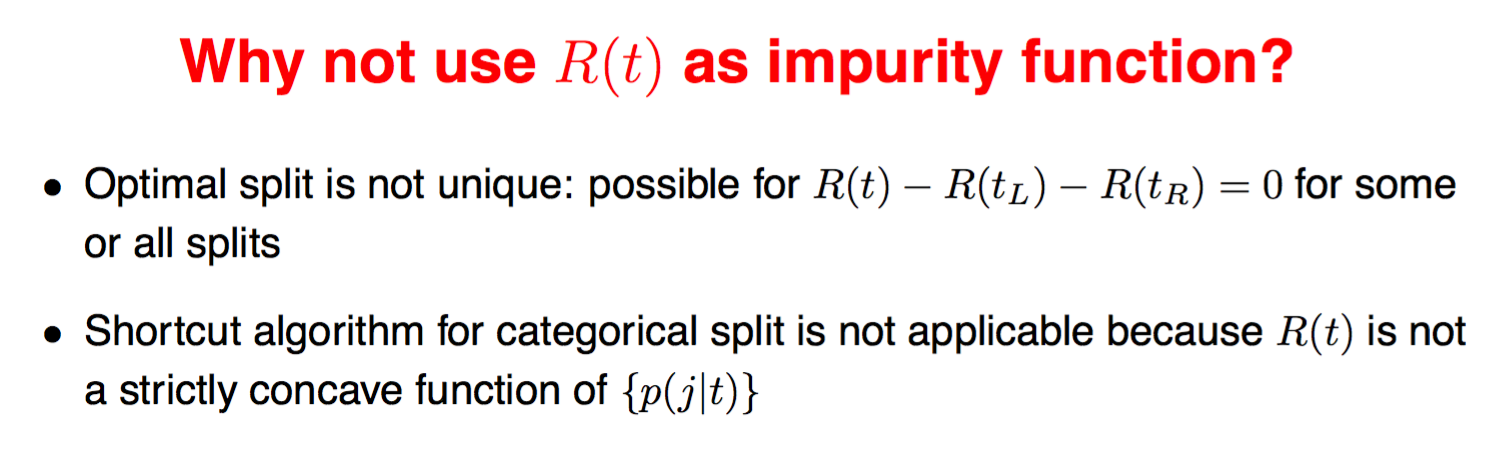 Why not use R(t) as impurity function?
• Optimal split is not unique: possible for R(t) − R(t_L) − R(t_R) = 0 for some
or all splits
• Shortcut algorithm for categorical split is not applicable because R(t) is not
a strictly concave function of {p(j|t)}